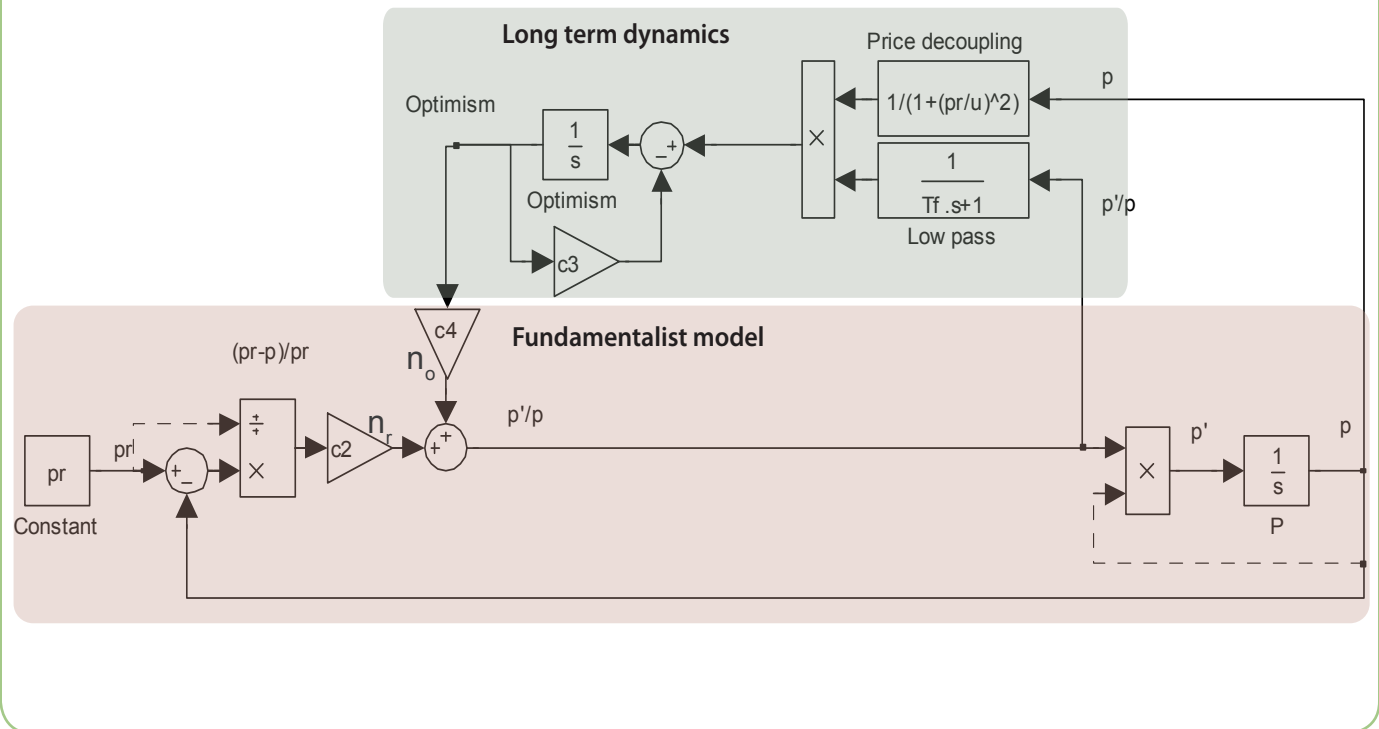 Long term dynamics
Price decoupling
p
Optimism
1/(1+(pr/u)^2)
1
s
− +
×
1
Tf .s+1
Optimism
p'/p
Low pass
c3
c4
Fundamentalist model
n
o
(pr-p)/pr
p'/p
n
r
÷
×
c2
+ +
pr
pr
+ −
Constant
×
p'
1
s
P
p